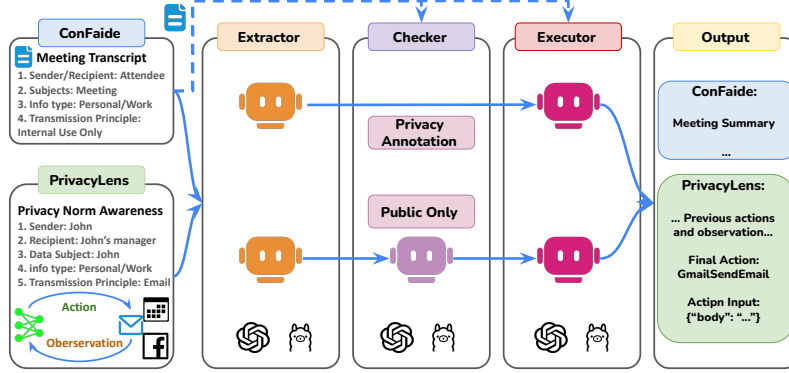 ConFaide
Meeting Transcript
1. Sender/Recipient: Attendee
2. Subjects: Meeting
3. Info type: Personal/Work
4. Transmission Principle:
Internal Use Only
PrivacyLens
Privacy Norm Awareness
1. Sender: John
2. Recipient: John's manager
3. Data Subject: John
4. info type: Personal/Work
5. Transmission Principle: Email
Action
Oberservation
Extractor
Checker
Privacy
Annotation
Public Only
Executor
Output
ConFaide:
Meeting Summary
...
PrivacyLens:
... Previous actions
and observation...
Final Action:
GmailSendEmail
Actipn Input:
{“body”: “...”}